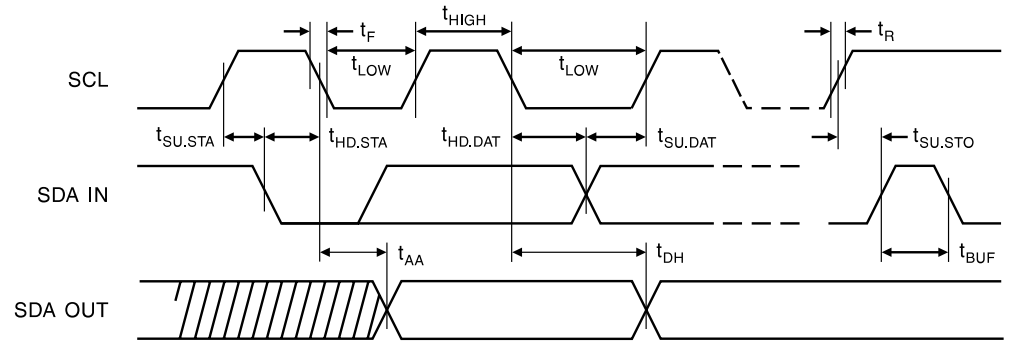 t_F
t_HIGH
t_R
SCL
t_LOW
t_LOW
t_SU.STA
t_HD.STA
t_HD.DAT
t_SU.DAT
t_SU.STO
SDA IN
t_AA
t_DH
t_BUF
SDA OUT